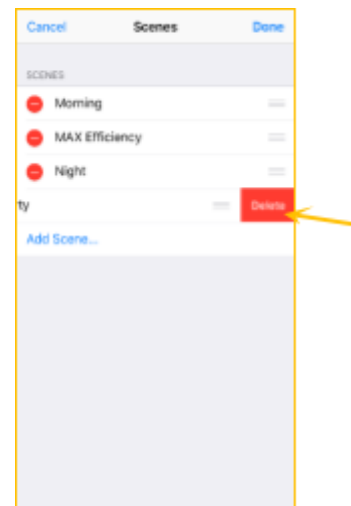 Cancel Scenes Done
SCENES
Morning
MAX Efficiency
Night
ty Delete
Add Scene...